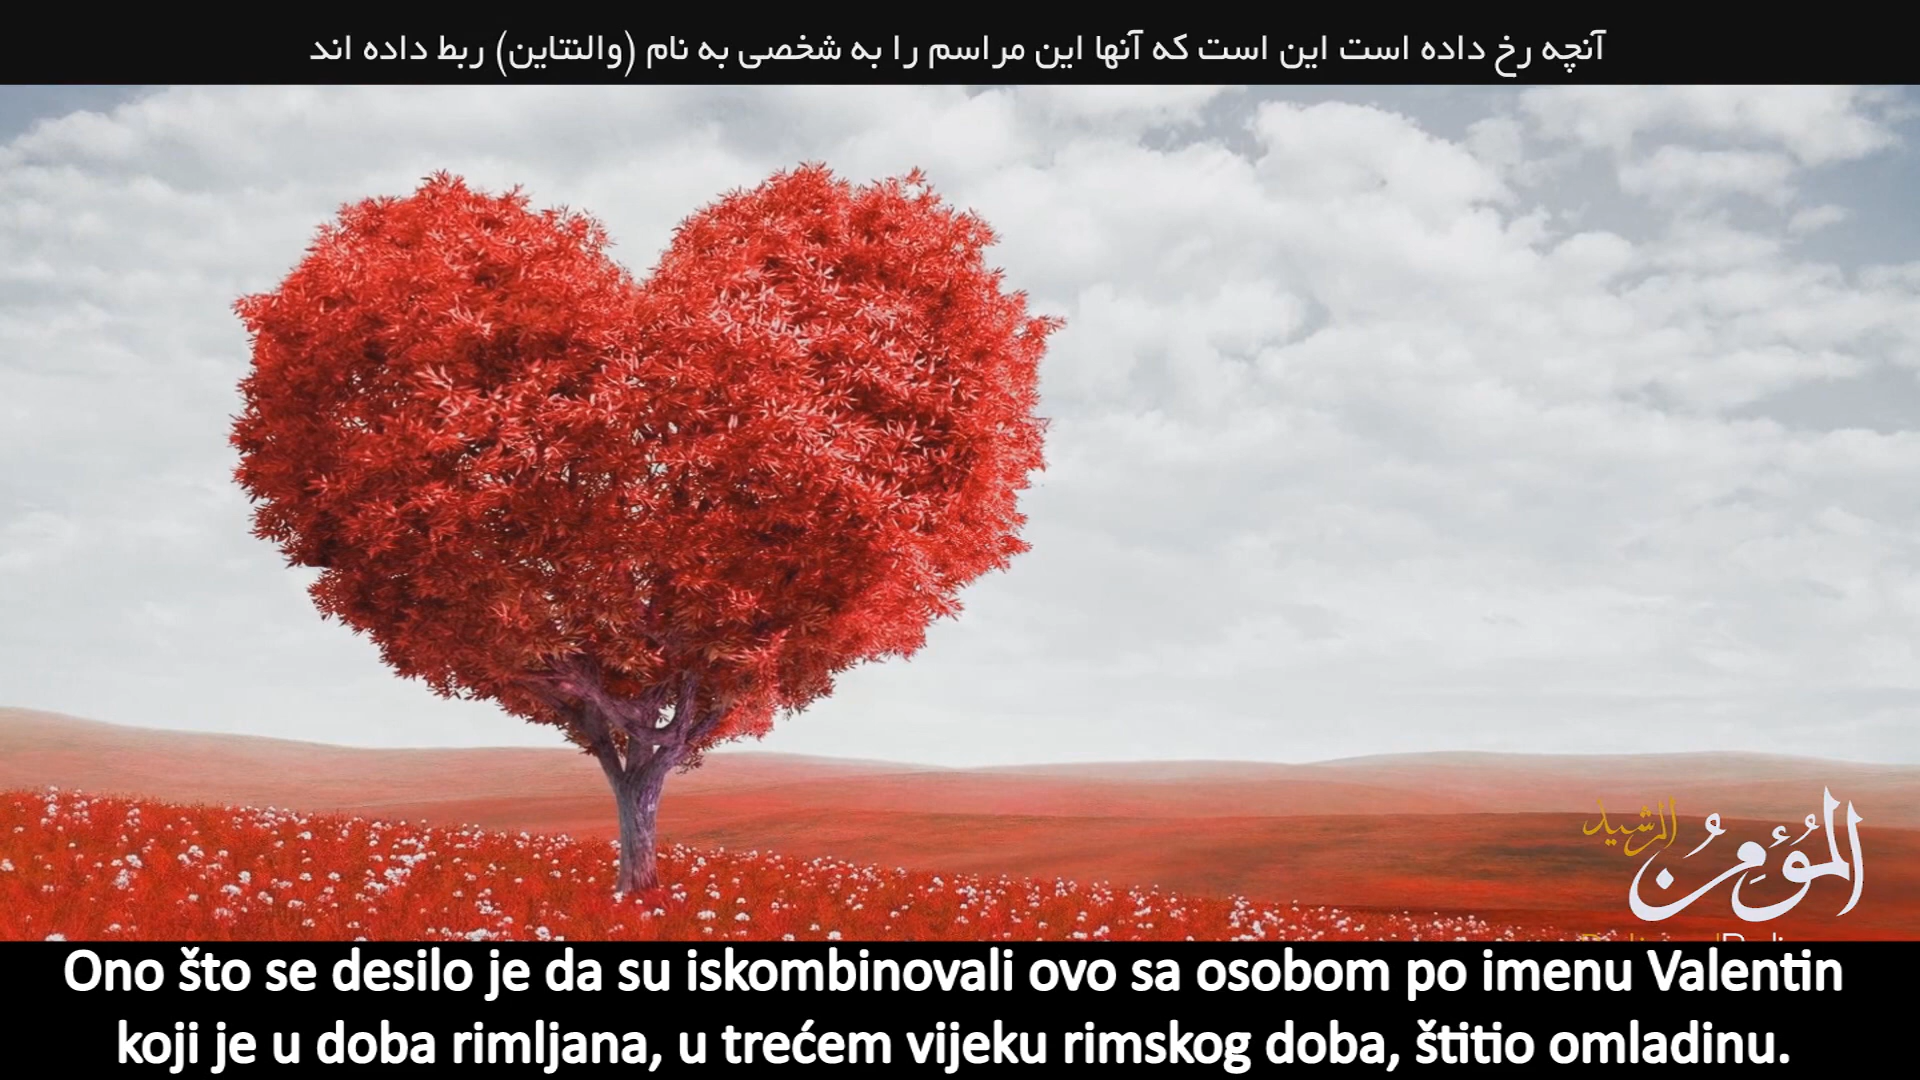 آنچه رخ داده است این است که آنها این مراسم را به شخصی به نام (والنتاین) ربط داده اند
الرشيد
المؤمن
Ono što se desilo je da su iskombinovali ovo sa osobom po imenu Valentin
koji je u doba rimljana, u trećem vijeku rimskog doba, štitio omladinu.